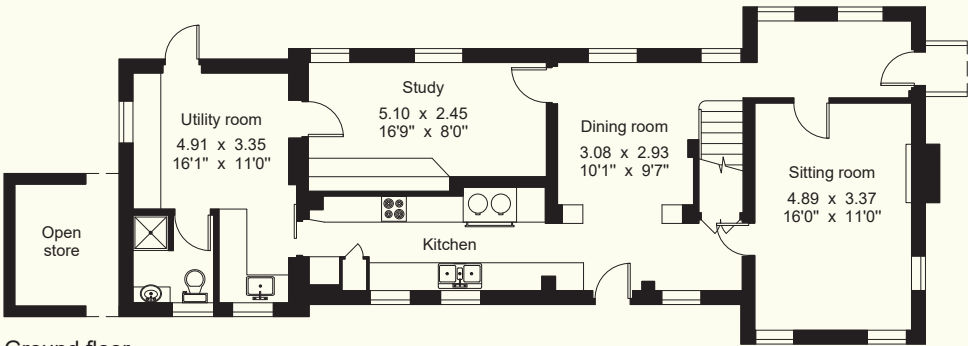 Study
5.10 x 2.45
16'9" x 8'0"
Utility room
4.91 x 3.35
16'1" x 11'0"
Dining room
3.08 x 2.93
10'1" x 9'7"
Sitting room
4.89 x 3.37
16'0" x 11'0"
Open
store
Kitchen
Ground floor